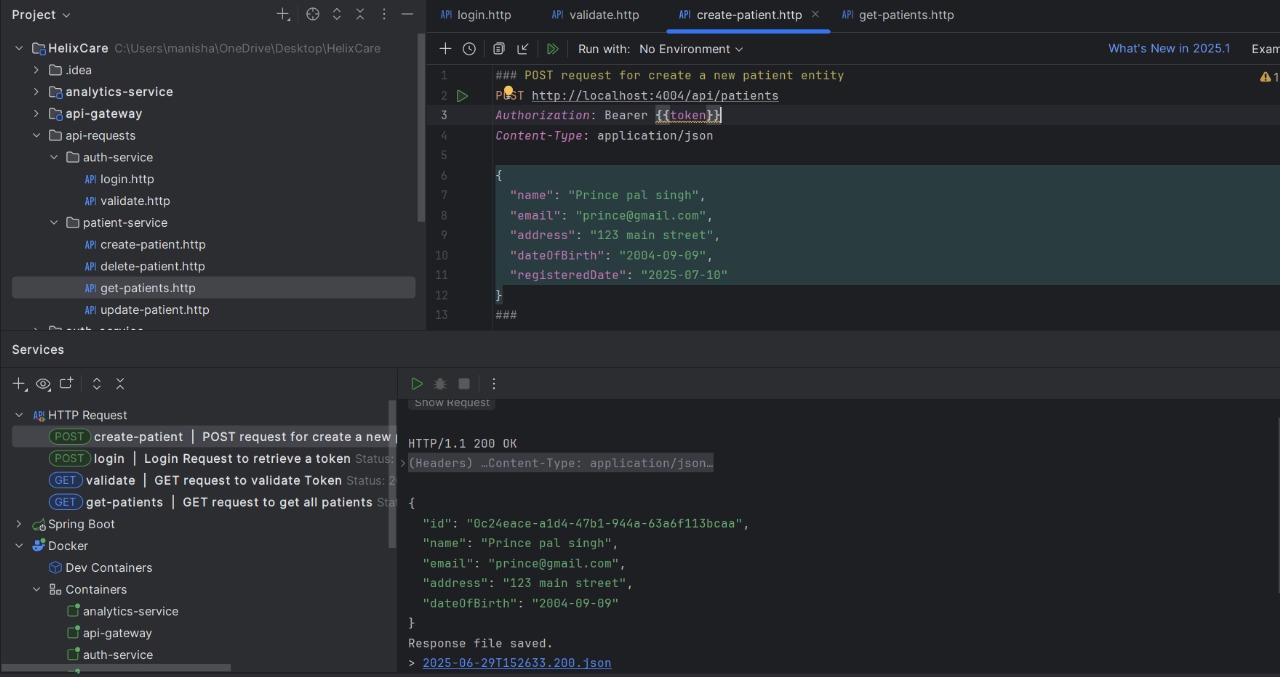 Project
HelixCare C:\Users\manisha\OneDrive\Desktop\HelixCare
.idea
analytics-service
api-gateway
api-requests
auth-service
API login.http
API validate.http
patient-service
API create-patient.http
API delete-patient.http
API get-patients.http
API update-patient.http
auth-service
API login.http
API validate.http
API create-patient.http
API get-patients.http
Run with: No Environment
What's New in 2025.1
Exam
1
1 ### POST request for create a new patient entity
2 POST http://localhost:4004/api/patients
3 Authorization: Bearer {{token}}
4 Content-Type: application/json
5
6 {
7 "name": "Prince pal singh",
8 "email": "prince@gmail.com",
9 "address": "123 main street",
10 "dateOfBirth": "2004-09-09",
11 "registeredDate": "2025-07-10"
12 }
13 ###
Services
API HTTP Request
POST create-patient | POST request for create a new
POST login | Login Request to retrieve a token Status:
GET validate | GET request to validate Token Status: 2
GET get-patients | GET request to get all patients Sta
Spring Boot
Docker
Dev Containers
Containers
analytics-service
api-gateway
auth-service
Show Request
HTTP/1.1 200 OK
(Headers) …Content-Type: application/json…
{
"id": "0c24eace-a1d4-47b1-944a-63a6f113bcaa",
"name": "Prince pal singh",
"email": "prince@gmail.com",
"address": "123 main street",
"dateOfBirth": "2004-09-09"
}
Response file saved.
> 2025-06-29T152633.200.json